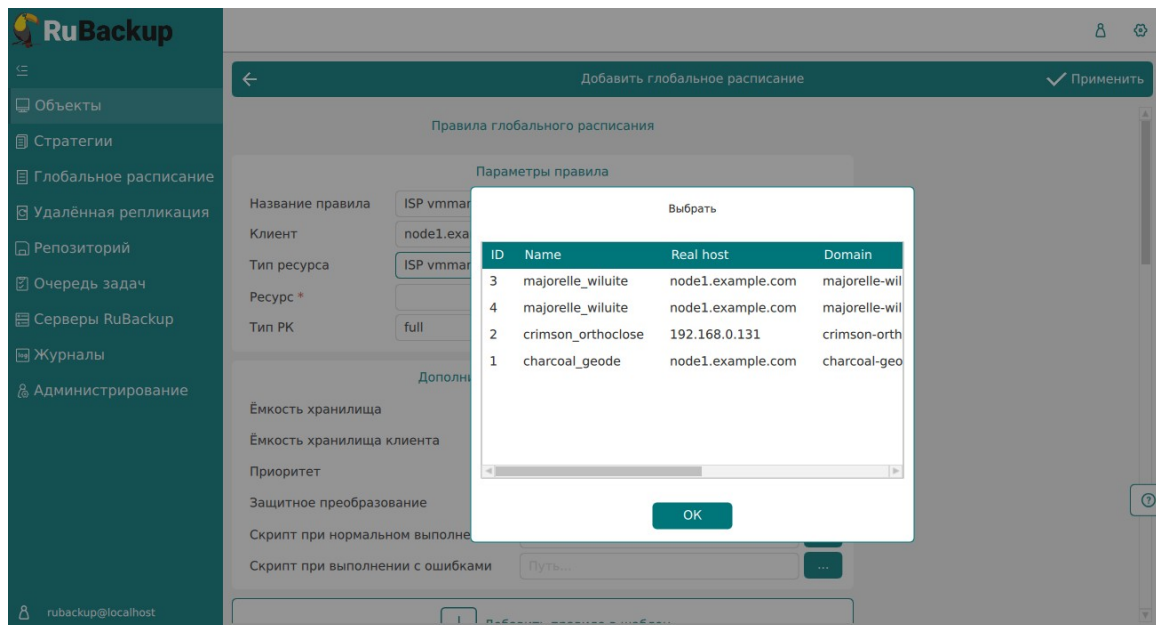 RuBackup
Добавить глобальное расписание
Применить
Объекты
Стратегии
Глобальное расписание
Удалённая репликация
Репозиторий
Очередь задач
Серверы RuBackup
Журналы
Администрирование
rubackup@localhost
Правила глобального расписания
Параметры правила
Название правила ISP vmmar
Клиент node1.exa
Тип ресурса ISP vmmar
Ресурс *
Тип РК full
Дополни
Ёмкость хранилища
Ёмкость хранилища клиента
Приоритет
Защитное преобразование
Скрипт при нормальном выполне
Скрипт при выполнении с ошибками Путь... ...
Выбрать
ID Name Real host Domain
3 majorelle_wiluite node1.example.com majorelle-wil
4 majorelle_wiluite node1.example.com majorelle-wil
2 crimson_orthoclose 192.168.0.131 crimson-orth
1 charcoal_geode node1.example.com charcoal-geo
OK